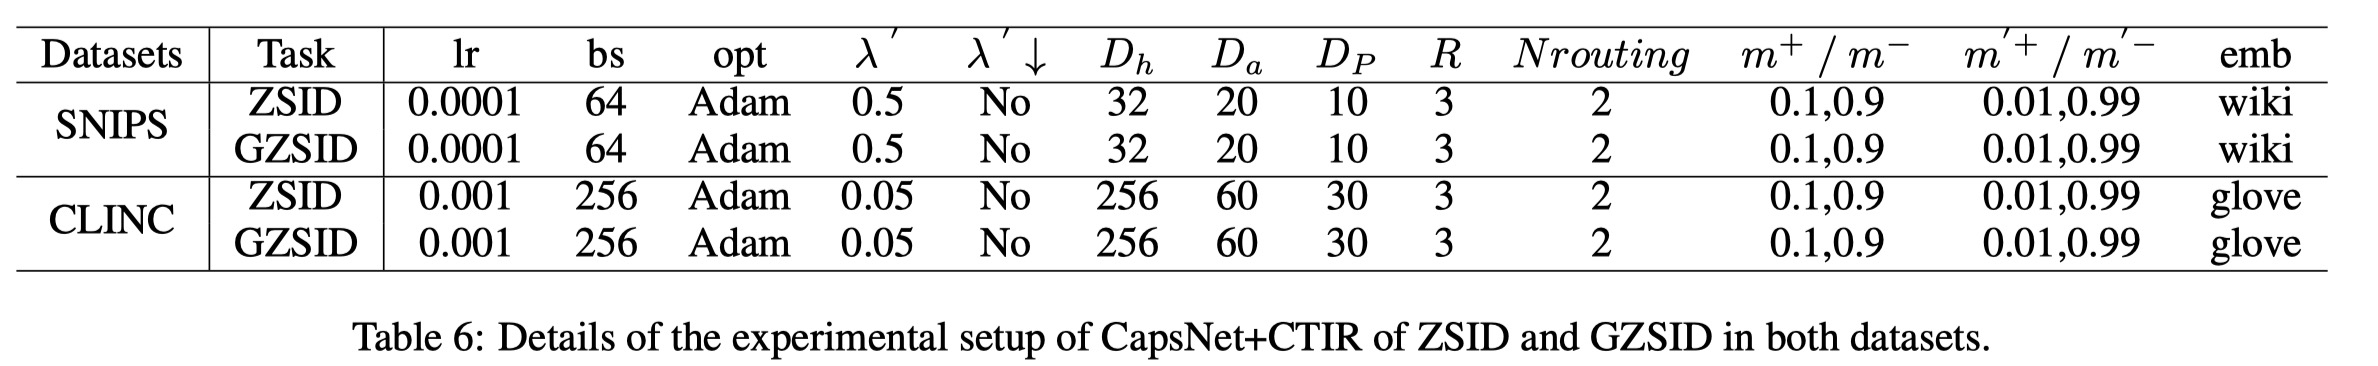 Datasets Task lr bs opt λ′ λ′↓ D_h D_a D_P R Nrouting m⁺ / m⁻ m′⁺ / m′⁻ emb
SNIPS ZSID 0.0001 64 Adam 0.5 No 32 20 10 3 2 0.1,0.9 0.01,0.99 wiki
GZSID 0.0001 64 Adam 0.5 No 32 20 10 3 2 0.1,0.9 0.01,0.99 wiki
CLINC ZSID 0.001 256 Adam 0.05 No 256 60 30 3 2 0.1,0.9 0.01,0.99 glove
GZSID 0.001 256 Adam 0.05 No 256 60 30 3 2 0.1,0.9 0.01,0.99 glove
Table 6: Details of the experimental setup of CapsNet+CTIR of ZSID and GZSID in both datasets.